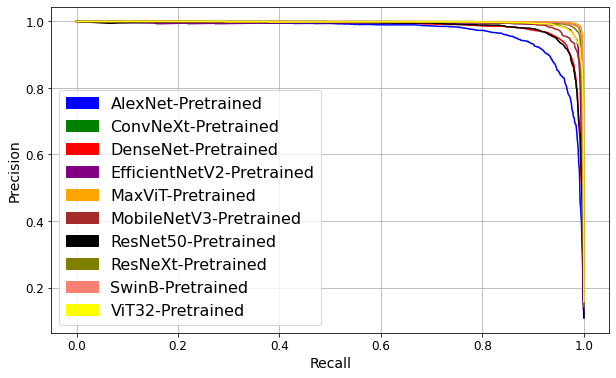 1.0
0.8
0.6
0.4
0.2
Precision
AlexNet-Pretrained
ConvNeXt-Pretrained
DenseNet-Pretrained
EfficientNetV2-Pretrained
MaxViT-Pretrained
MobileNetV3-Pretrained
ResNet50-Pretrained
ResNeXt-Pretrained
SwinB-Pretrained
ViT32-Pretrained
0.0 0.2 0.4 0.6 0.8 1.0
Recall